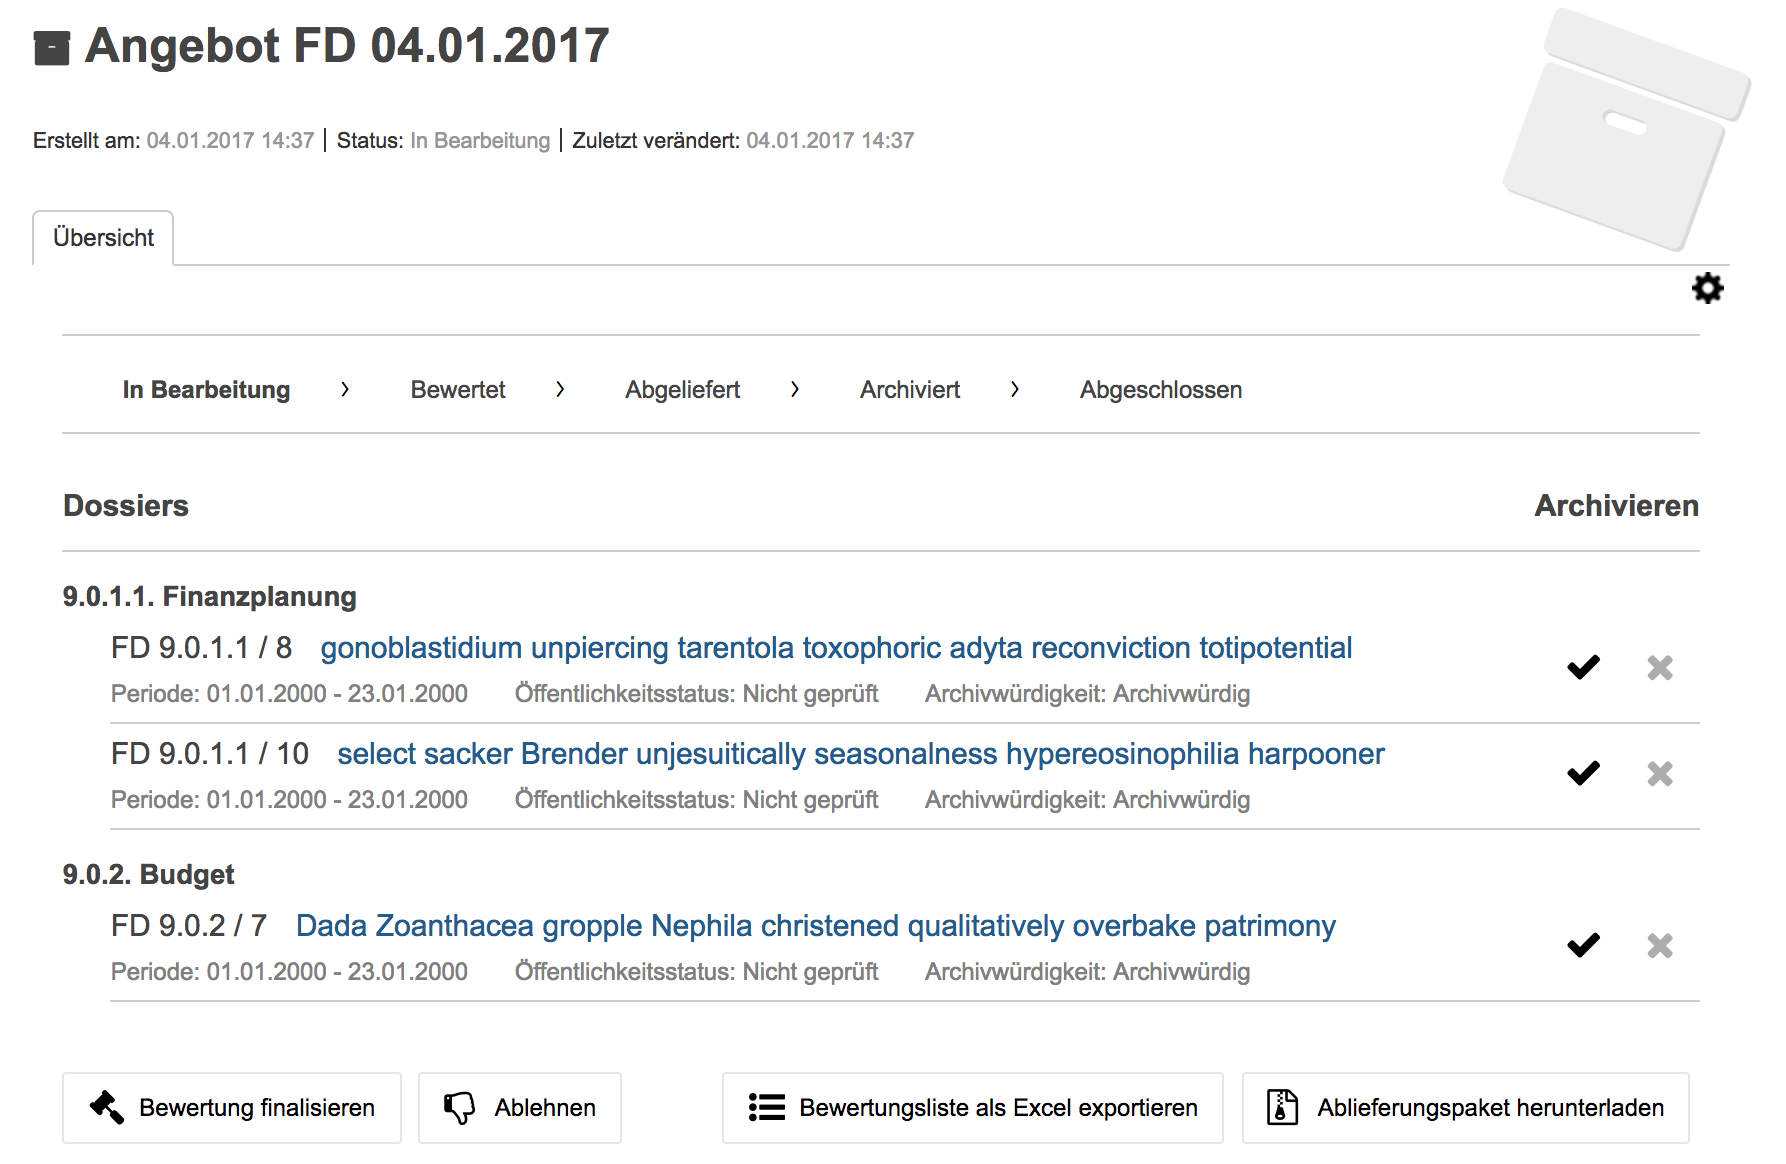 Angebot FD 04.01.2017
Erstellt am: 04.01.2017 14:37 | Status: In Bearbeitung | Zuletzt verändert: 04.01.2017 14:37
Übersicht
In Bearbeitung › Bewertet › Abgeliefert › Archiviert › Abgeschlossen
Dossiers Archivieren
9.0.1.1. Finanzplanung
FD 9.0.1.1 / 8 gonoblastidium unpiercing tarentola toxophoric adyta reconviction totipotential
Periode: 01.01.2000 - 23.01.2000 Öffentlichkeitsstatus: Nicht geprüft Archivwürdigkeit: Archivwürdig
FD 9.0.1.1 / 10 select sacker Brender unjesuitically seasonalness hypereosinophilia harpooner
Periode: 01.01.2000 - 23.01.2000 Öffentlichkeitsstatus: Nicht geprüft Archivwürdigkeit: Archivwürdig
9.0.2. Budget
FD 9.0.2 / 7 Dada Zoanthacea gropple Nephila christened qualitatively overbake patrimony
Periode: 01.01.2000 - 23.01.2000 Öffentlichkeitsstatus: Nicht geprüft Archivwürdigkeit: Archivwürdig
Bewertung finalisieren Ablehnen Bewertungsliste als Excel exportieren Ablieferungspaket herunterladen